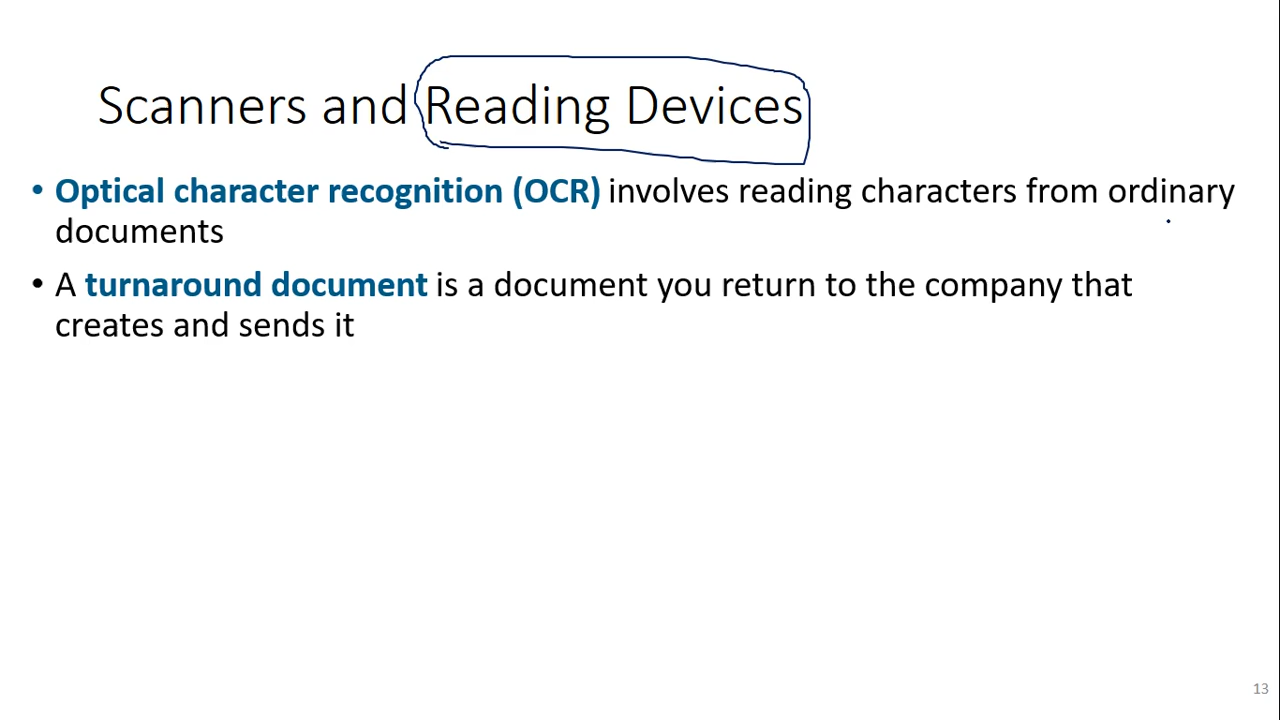 Scanners and Reading Devices
• Optical character recognition (OCR) involves reading characters from ordinary
documents
• A turnaround document is a document you return to the company that
creates and sends it
13